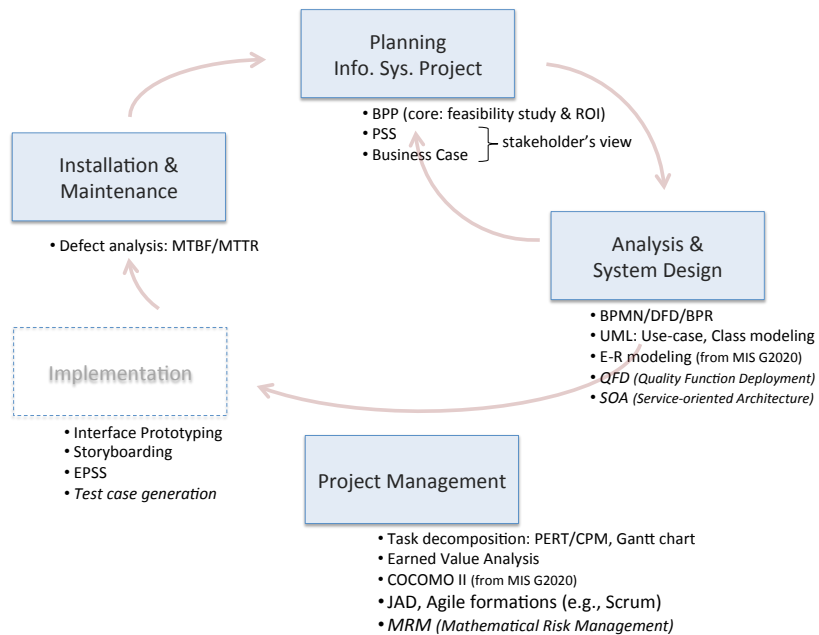 Planning
Info. Sys. Project
• BPP (core: feasibility study & ROI)
• PSS
• Business Case
stakeholder's view
Installation &
Maintenance
• Defect analysis: MTBF/MTTR
Analysis &
System Design
• BPMN/DFD/BPR
• UML: Use-case, Class modeling
• E-R modeling (from MIS G2020)
• QFD (Quality Function Deployment)
• SOA (Service-oriented Architecture)
Implementation
• Interface Prototyping
• Storyboarding
• EPSS
• Test case generation
Project Management
• Task decomposition: PERT/CPM, Gantt chart
• Earned Value Analysis
• COCOMO II (from MIS G2020)
• JAD, Agile formations (e.g., Scrum)
• MRM (Mathematical Risk Management)